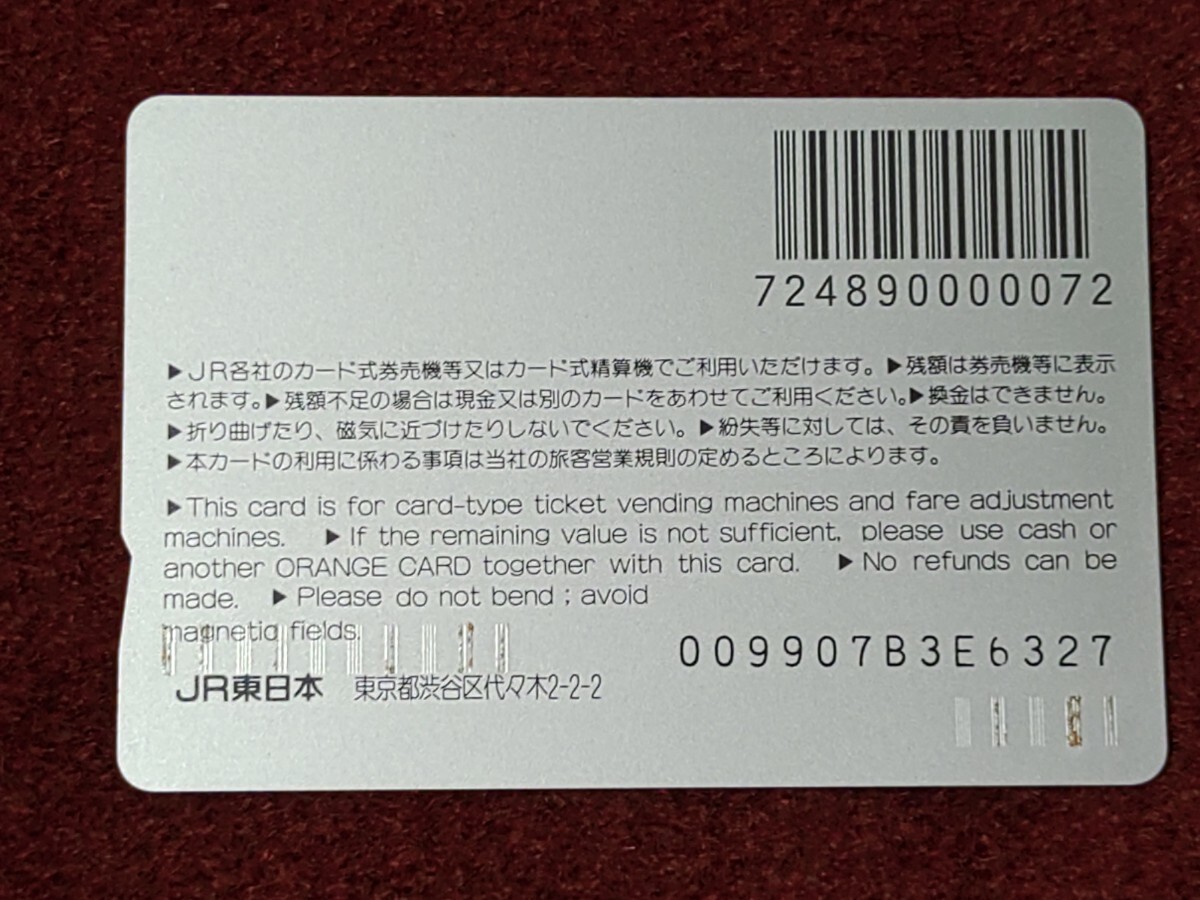 724890000072
▶JR各社のカード式券売機等又はカード式精算機でご利用いただけます。▶残額は券売機等に表示
されます。▶残額不足の場合は現金又は別のカードをあわせてご利用ください。▶換金はできません。
▶折り曲げたり、磁気に近づけたりしないでください。▶紛失等に対しては、その責を負いません。
▶本カードの利用に係わる事項は当社の旅客営業規則の定めるところによります。
▶This card is for card-type ticket vending machines and fare adjustment
machines. ▶If the remaining value is not sufficient, please use cash or
another ORANGE CARD together with this card. ▶No refunds can be
made. ▶Please do not bend ; avoid
magnetic fields.
009907B3E6327
JR東日本 東京都渋谷区代々木2-2-2